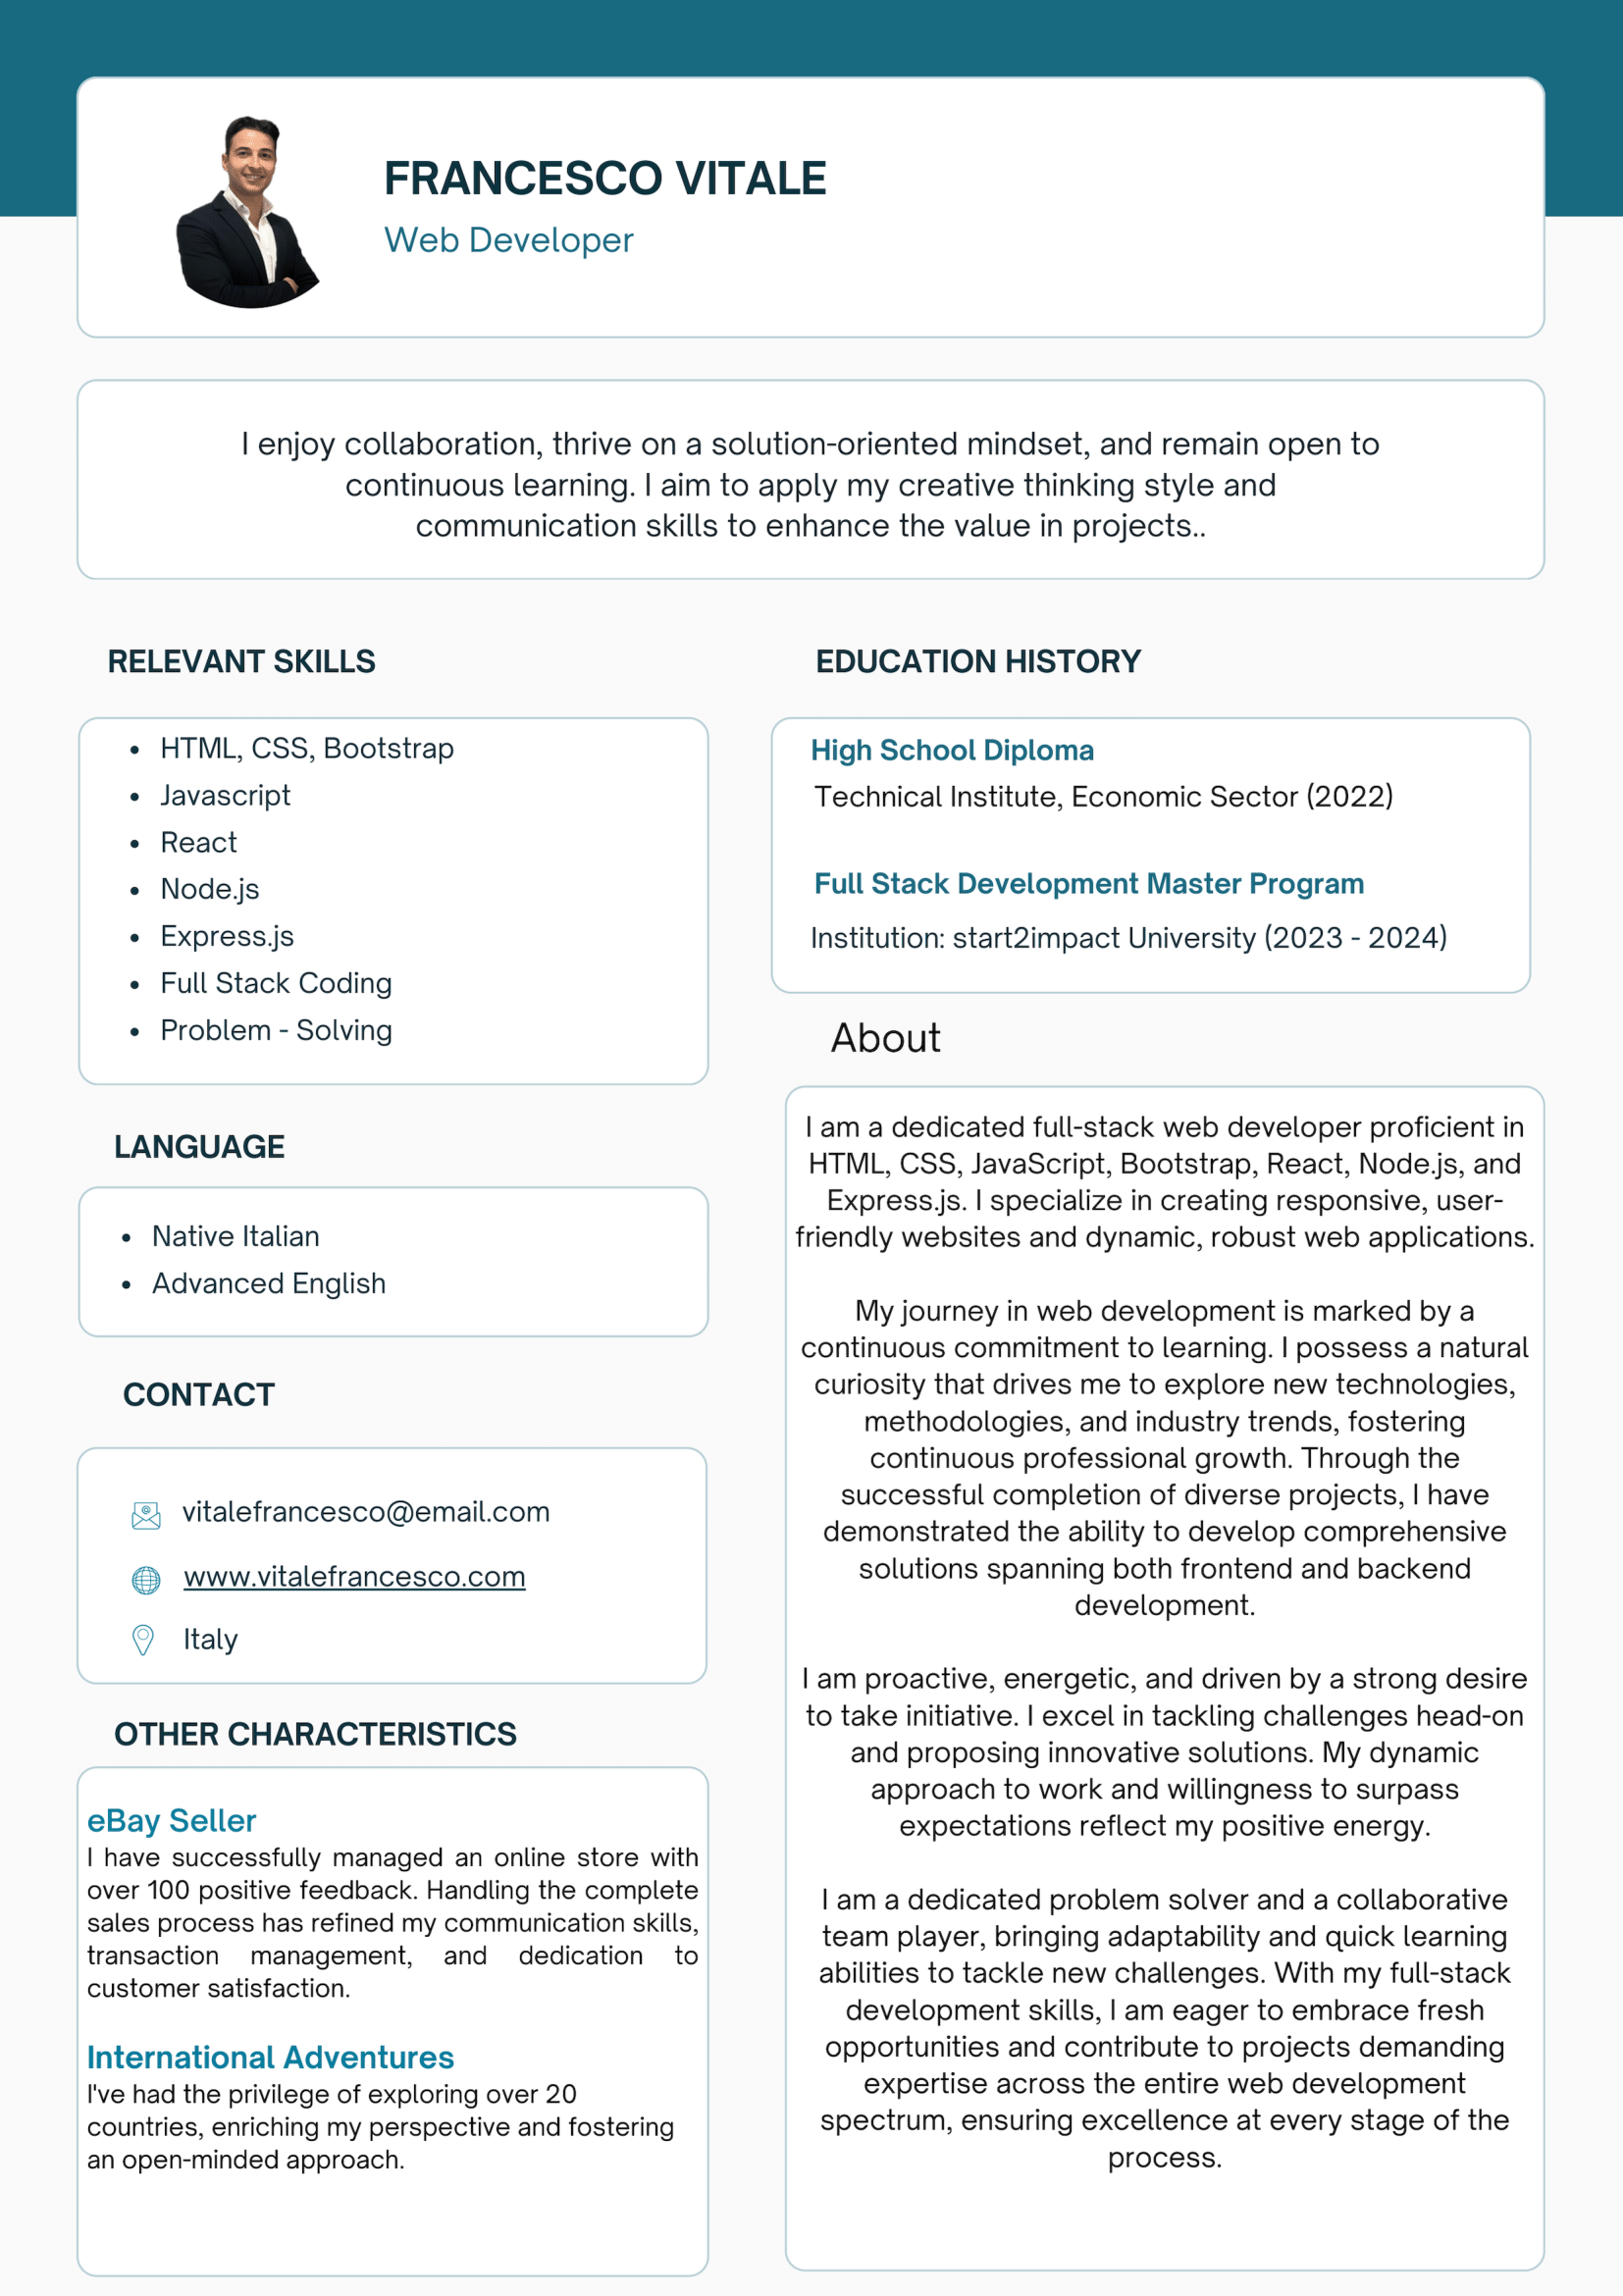 FRANCESCO VITALE
Web Developer
I enjoy collaboration, thrive on a solution-oriented mindset, and remain open to
continuous learning. I aim to apply my creative thinking style and
communication skills to enhance the value in projects..
RELEVANT SKILLS
• HTML, CSS, Bootstrap
• Javascript
• React
• Node.js
• Express.js
• Full Stack Coding
• Problem - Solving
LANGUAGE
• Native Italian
• Advanced English
CONTACT
vitalefrancesco@email.com
www.vitalefrancesco.com
Italy
OTHER CHARACTERISTICS
eBay Seller
I have successfully managed an online store with
over 100 positive feedback. Handling the complete
sales process has refined my communication skills,
transaction management, and dedication to
customer satisfaction.
International Adventures
I've had the privilege of exploring over 20
countries, enriching my perspective and fostering
an open-minded approach.
EDUCATION HISTORY
High School Diploma
Technical Institute, Economic Sector (2022)
Full Stack Development Master Program
Institution: start2impact University (2023 - 2024)
About
I am a dedicated full-stack web developer proficient in
HTML, CSS, JavaScript, Bootstrap, React, Node.js, and
Express.js. I specialize in creating responsive, user-
friendly websites and dynamic, robust web applications.
My journey in web development is marked by a
continuous commitment to learning. I possess a natural
curiosity that drives me to explore new technologies,
methodologies, and industry trends, fostering
continuous professional growth. Through the
successful completion of diverse projects, I have
demonstrated the ability to develop comprehensive
solutions spanning both frontend and backend
development.
I am proactive, energetic, and driven by a strong desire
to take initiative. I excel in tackling challenges head-on
and proposing innovative solutions. My dynamic
approach to work and willingness to surpass
expectations reflect my positive energy.
I am a dedicated problem solver and a collaborative
team player, bringing adaptability and quick learning
abilities to tackle new challenges. With my full-stack
development skills, I am eager to embrace fresh
opportunities and contribute to projects demanding
expertise across the entire web development
spectrum, ensuring excellence at every stage of the
process.